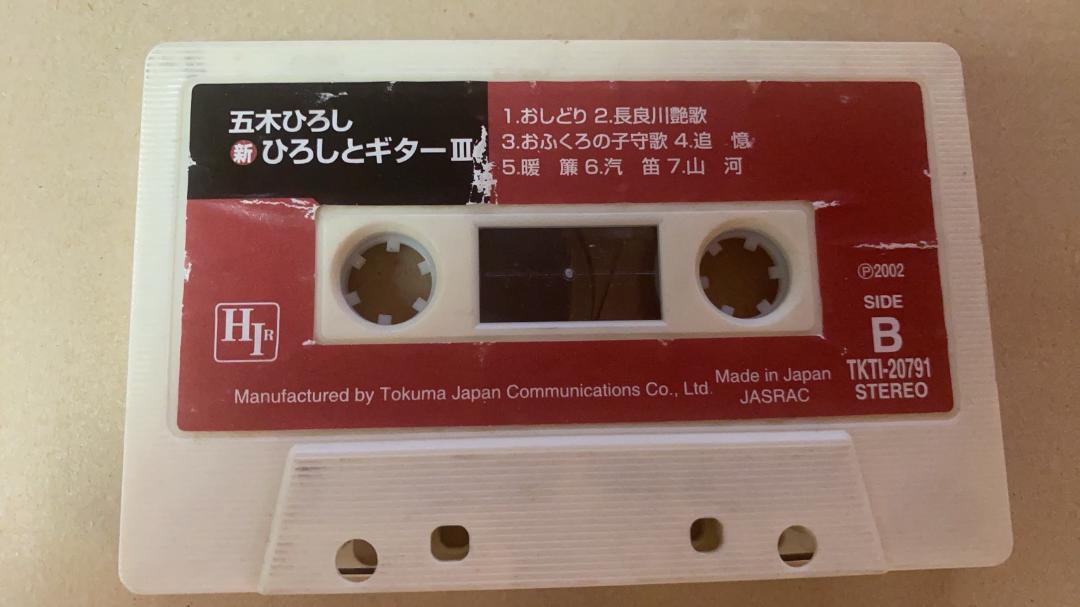 五木ひろし
新 ひろしとギターⅢ
1.おしどり 2.長良川艶歌
3.おふくろの子守歌 4.追　憶
5.暖　簾 6.汽　笛 7.山　河
Ⓟ2002
SIDE
B
TKTI-20791
STEREO
HIR
Manufactured by Tokuma Japan Communications Co., Ltd.
Made in Japan
JASRAC